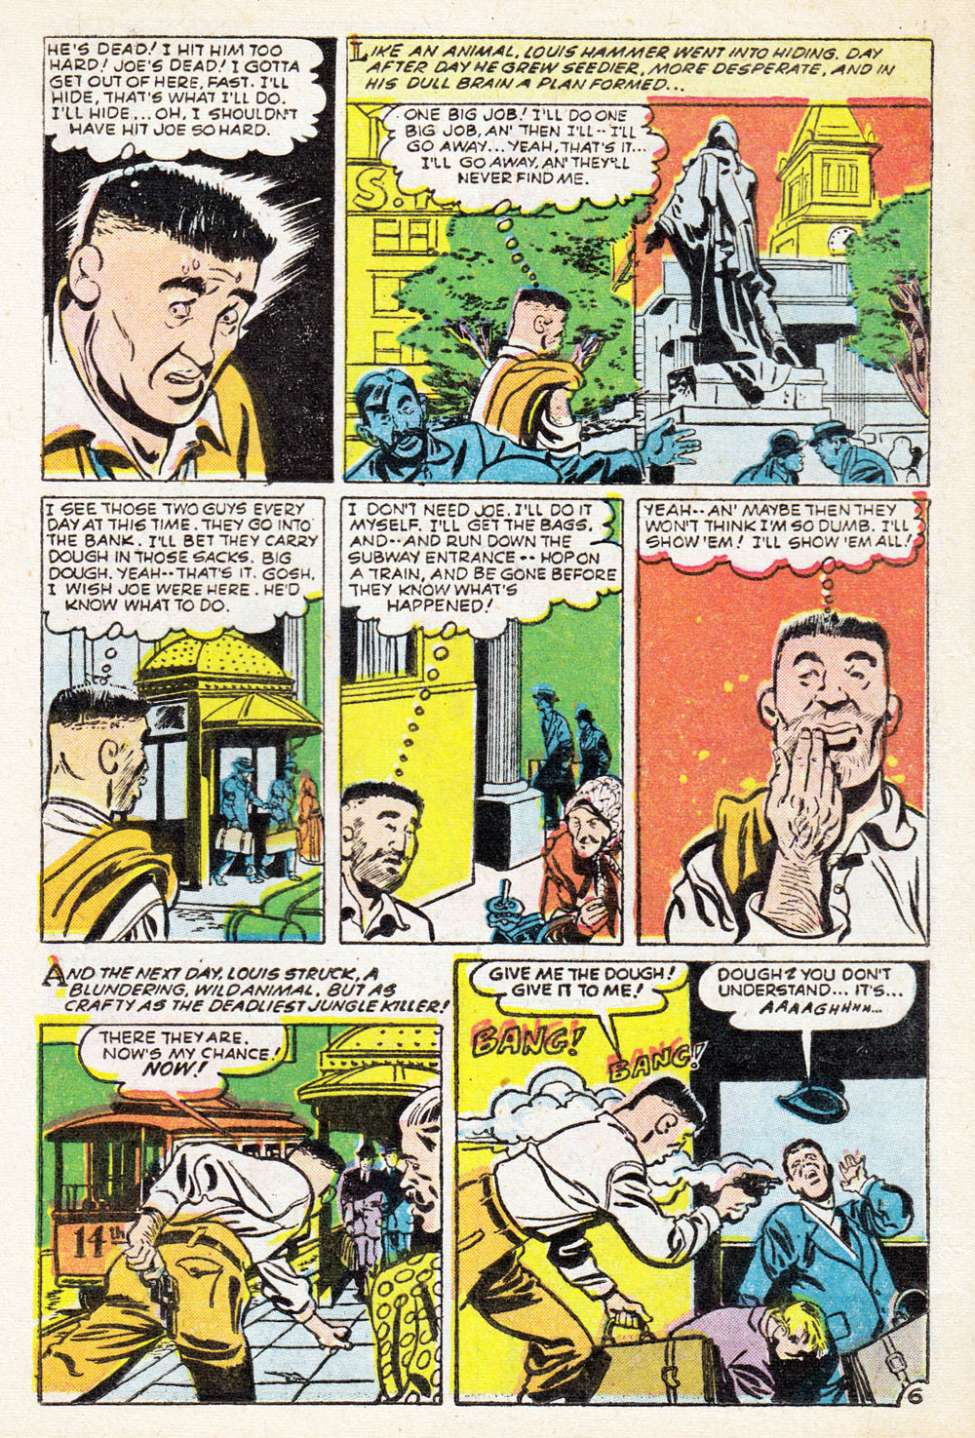 HE'S DEAD! I HIT HIM TOO
HARD! JOE'S DEAD! I GOTTA
GET OUT OF HERE, FAST. I'LL
HIDE, THAT'S WHAT I'LL DO.
I'LL HIDE... OH, I SHOULDN'T
HAVE HIT JOE SO HARD.
LIKE AN ANIMAL, LOUIS HAMMER WENT INTO HIDING. DAY
AFTER DAY HE GREW SEEDIER, MORE DESPERATE, AND IN
HIS DULL BRAIN A PLAN FORMED...
ONE BIG JOB! I'LL DO ONE
BIG JOB, AN' THEN I'LL -- I'LL
GO AWAY... YEAH, THAT'S IT...
I'LL GO AWAY, AN' THEY'LL
NEVER FIND ME.
I SEE THOSE TWO GUYS EVERY
DAY AT THIS TIME. THEY GO INTO
THE BANK. I'LL BET THEY CARRY
DOUGH IN THOSE SACKS. BIG
DOUGH. YEAH -- THAT'S IT. GOSH,
I WISH JOE WERE HERE. HE'D
KNOW WHAT TO DO.
I DON'T NEED JOE. I'LL DO IT
MYSELF. I'LL GET THE BAGS,
AND -- AND RUN DOWN THE
SUBWAY ENTRANCE -- HOP ON
A TRAIN, AND BE GONE BEFORE
THEY KNOW WHAT'S
HAPPENED!
YEAH -- AN' MAYBE THEN THEY
WON'T THINK I'M SO DUMB. I'LL
SHOW 'EM! I'LL SHOW 'EM ALL!
AND THE NEXT DAY, LOUIS STRUCK, A
BLUNDERING, WILD ANIMAL, BUT AS
CRAFTY AS THE DEADLIEST JUNGLE KILLER!
THERE THEY ARE.
NOW'S MY CHANCE!
NOW!
14th
GIVE ME THE DOUGH!
GIVE IT TO ME!
BANG!
BANG!
DOUGH? YOU DON'T
UNDERSTAND... IT'S...
AAAAGHHHH...
6